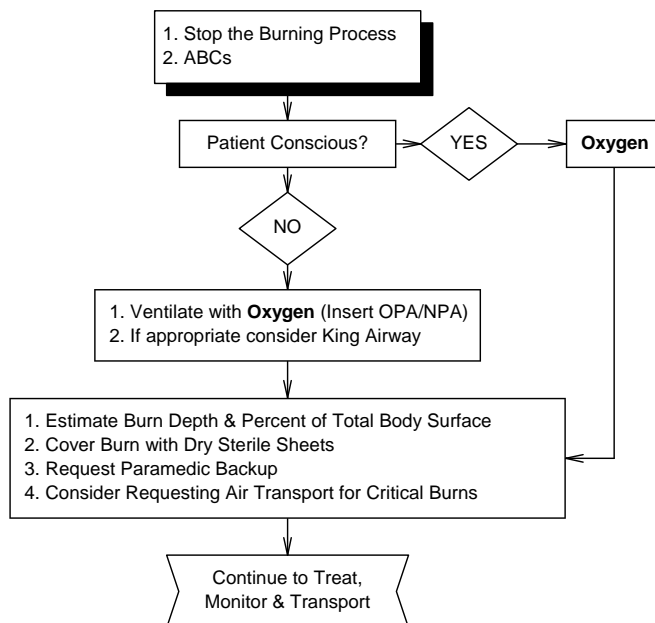 1. Stop the Burning Process
2. ABCs
Patient Conscious?
YES
Oxygen
NO
1. Ventilate with Oxygen (Insert OPA/NPA)
2. If appropriate consider King Airway
1. Estimate Burn Depth & Percent of Total Body Surface
2. Cover Burn with Dry Sterile Sheets
3. Request Paramedic Backup
4. Consider Requesting Air Transport for Critical Burns
Continue to Treat,
Monitor & Transport